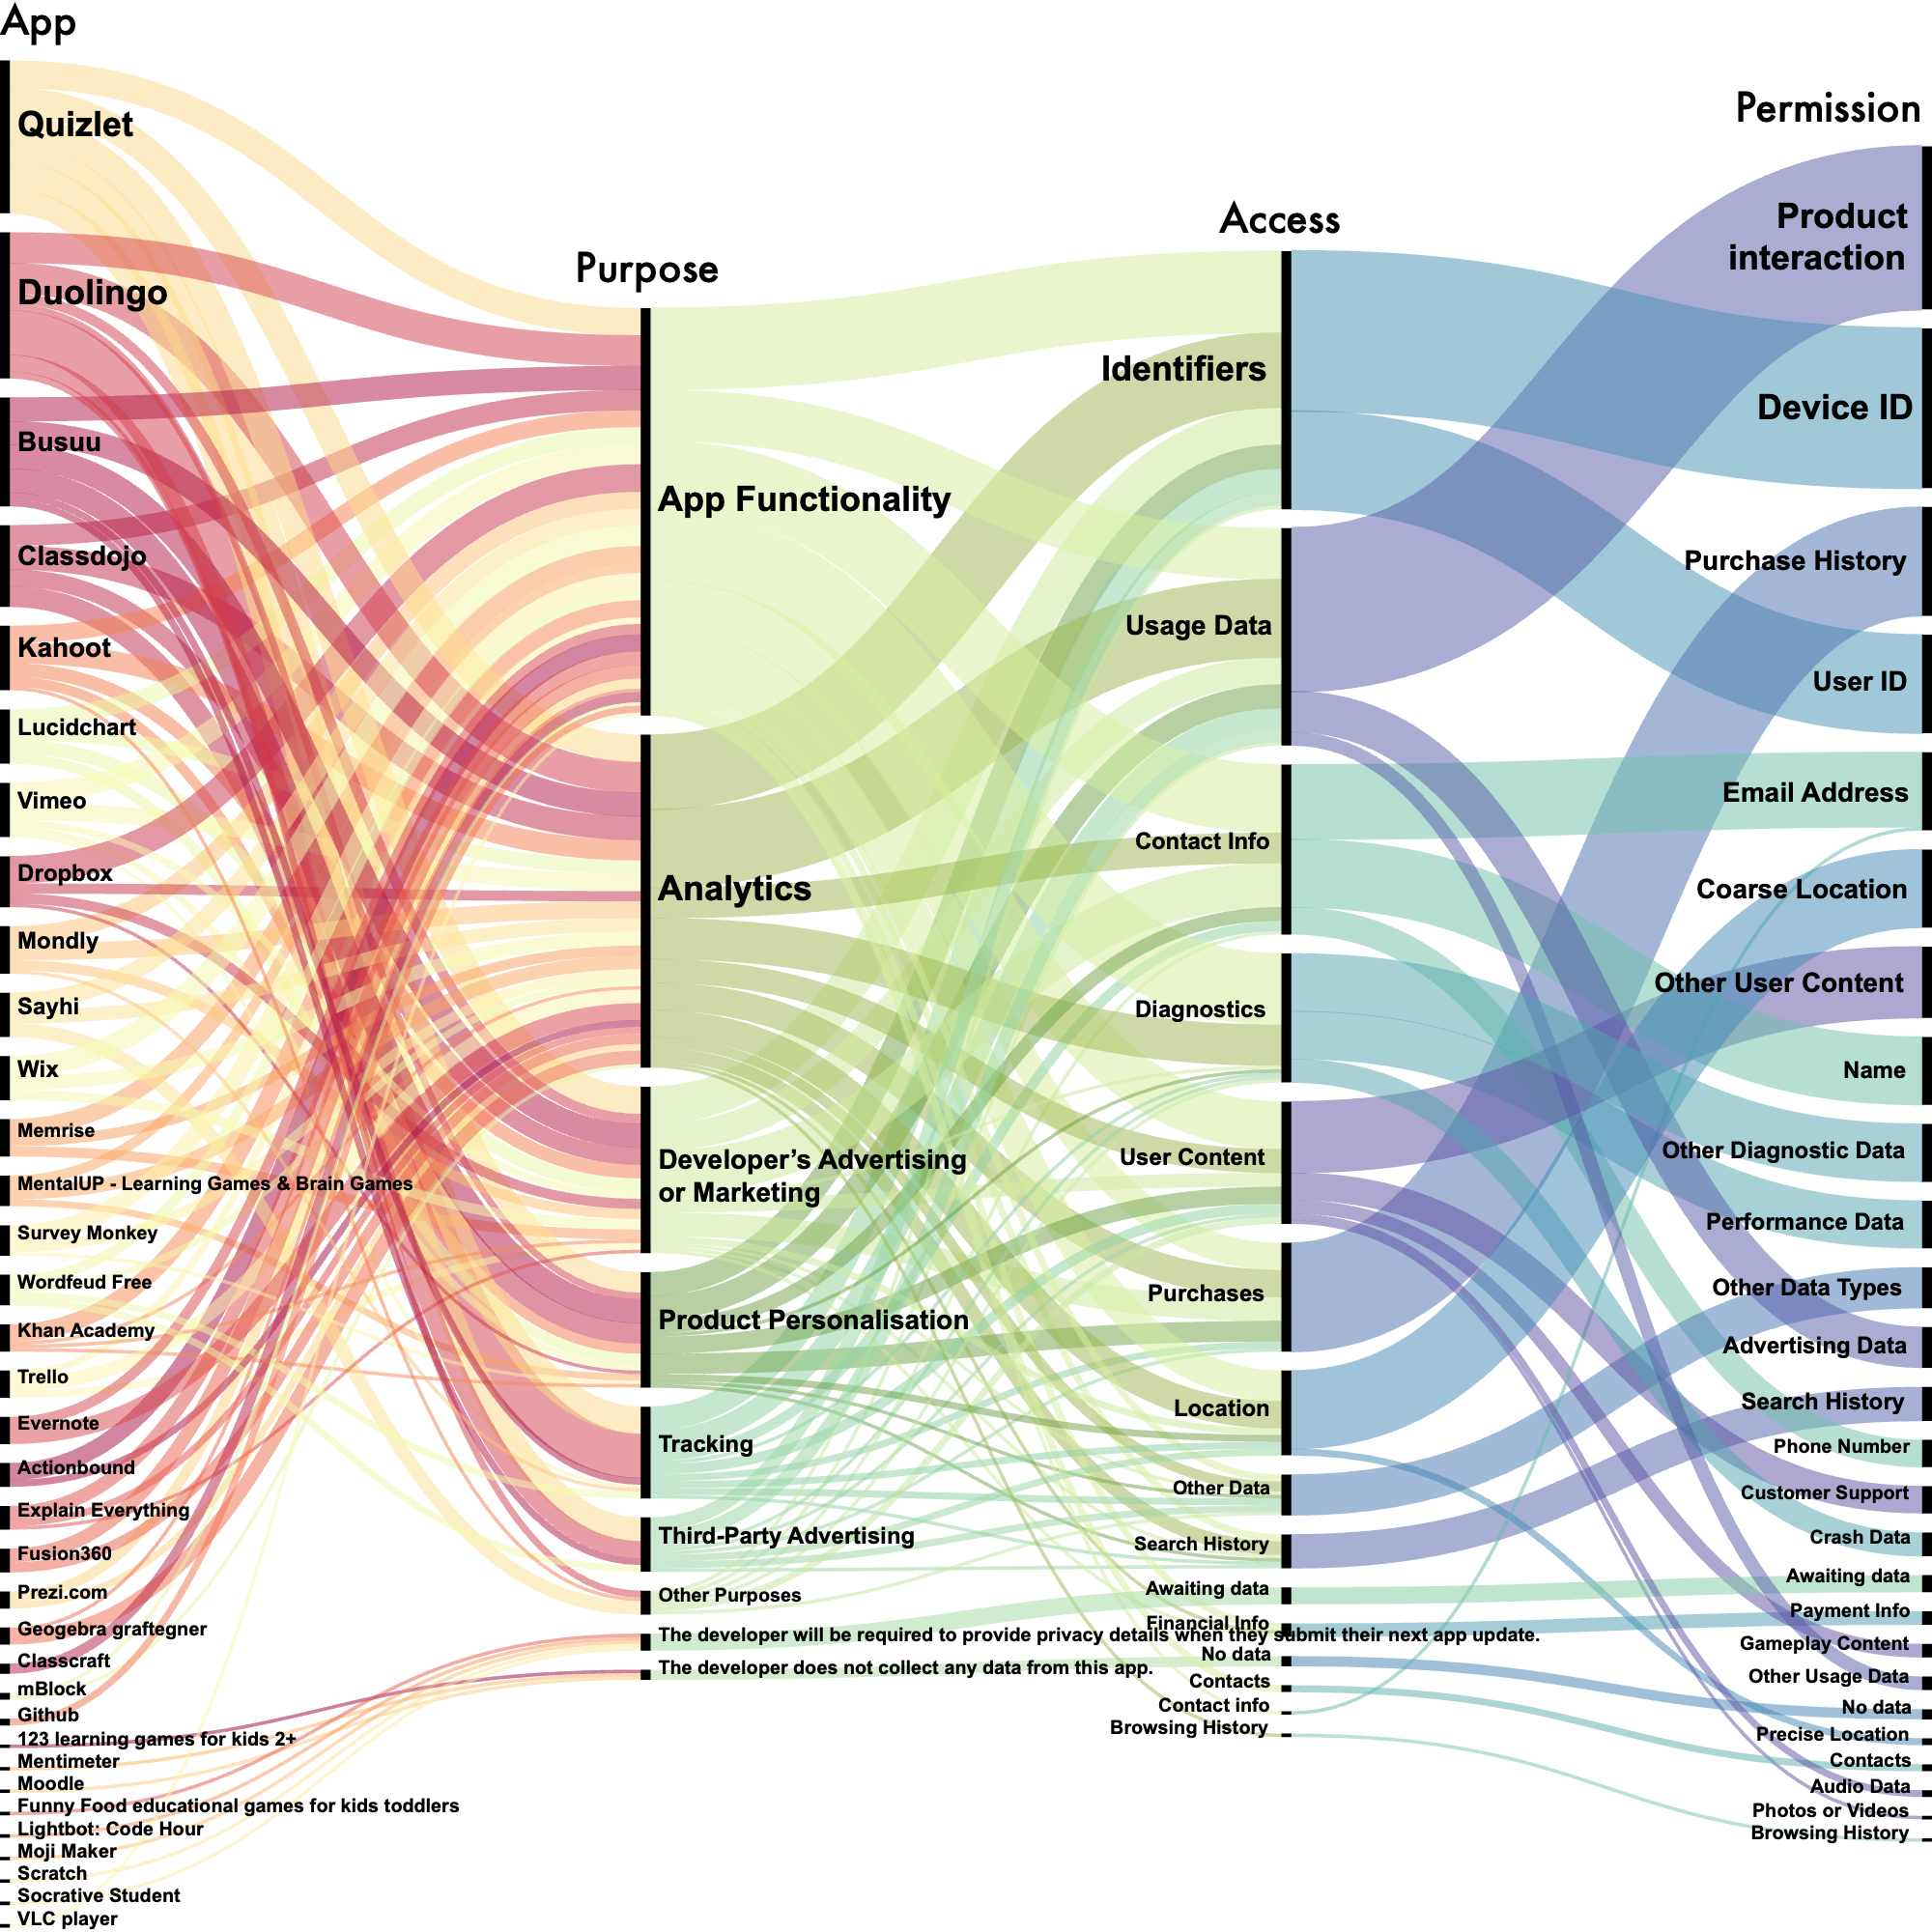 App
Quizlet
Duolingo
Busuu
Classdojo
Kahoot
Lucidchart
Vimeo
Dropbox
Mondly
Sayhi
Wix
Memrise
MentalUP - Learning Games & Brain Games
Survey Monkey
Wordfeud Free
Khan Academy
Trello
Evernote
Actionbound
Explain Everything
Fusion360
Prezi.com
Geogebra graftegner
Classcraft
mBlock
Github
123 learning games for kids 2+
Mentimeter
Moodle
Funny Food educational games for kids toddlers
Lightbot: Code Hour
Moji Maker
Scratch
Socrative Student
VLC player
Purpose
App Functionality
Analytics
Developer’s Advertising
or Marketing
Product Personalisation
Tracking
Third-Party Advertising
Other Purposes
The developer will be required to provide privacy details when they submit their next app update.
The developer does not collect any data from this app.
Access
Identifiers
Usage Data
Contact Info
Diagnostics
User Content
Purchases
Location
Other Data
Search History
Awaiting data
Financial Info
No data
Contacts
Contact info
Browsing History
Permission
Product
interaction
Device ID
Purchase History
User ID
Email Address
Coarse Location
Other User Content
Name
Other Diagnostic Data
Performance Data
Other Data Types
Advertising Data
Search History
Phone Number
Customer Support
Crash Data
Awaiting data
Payment Info
Gameplay Content
Other Usage Data
No data
Precise Location
Contacts
Audio Data
Photos or Videos
Browsing History